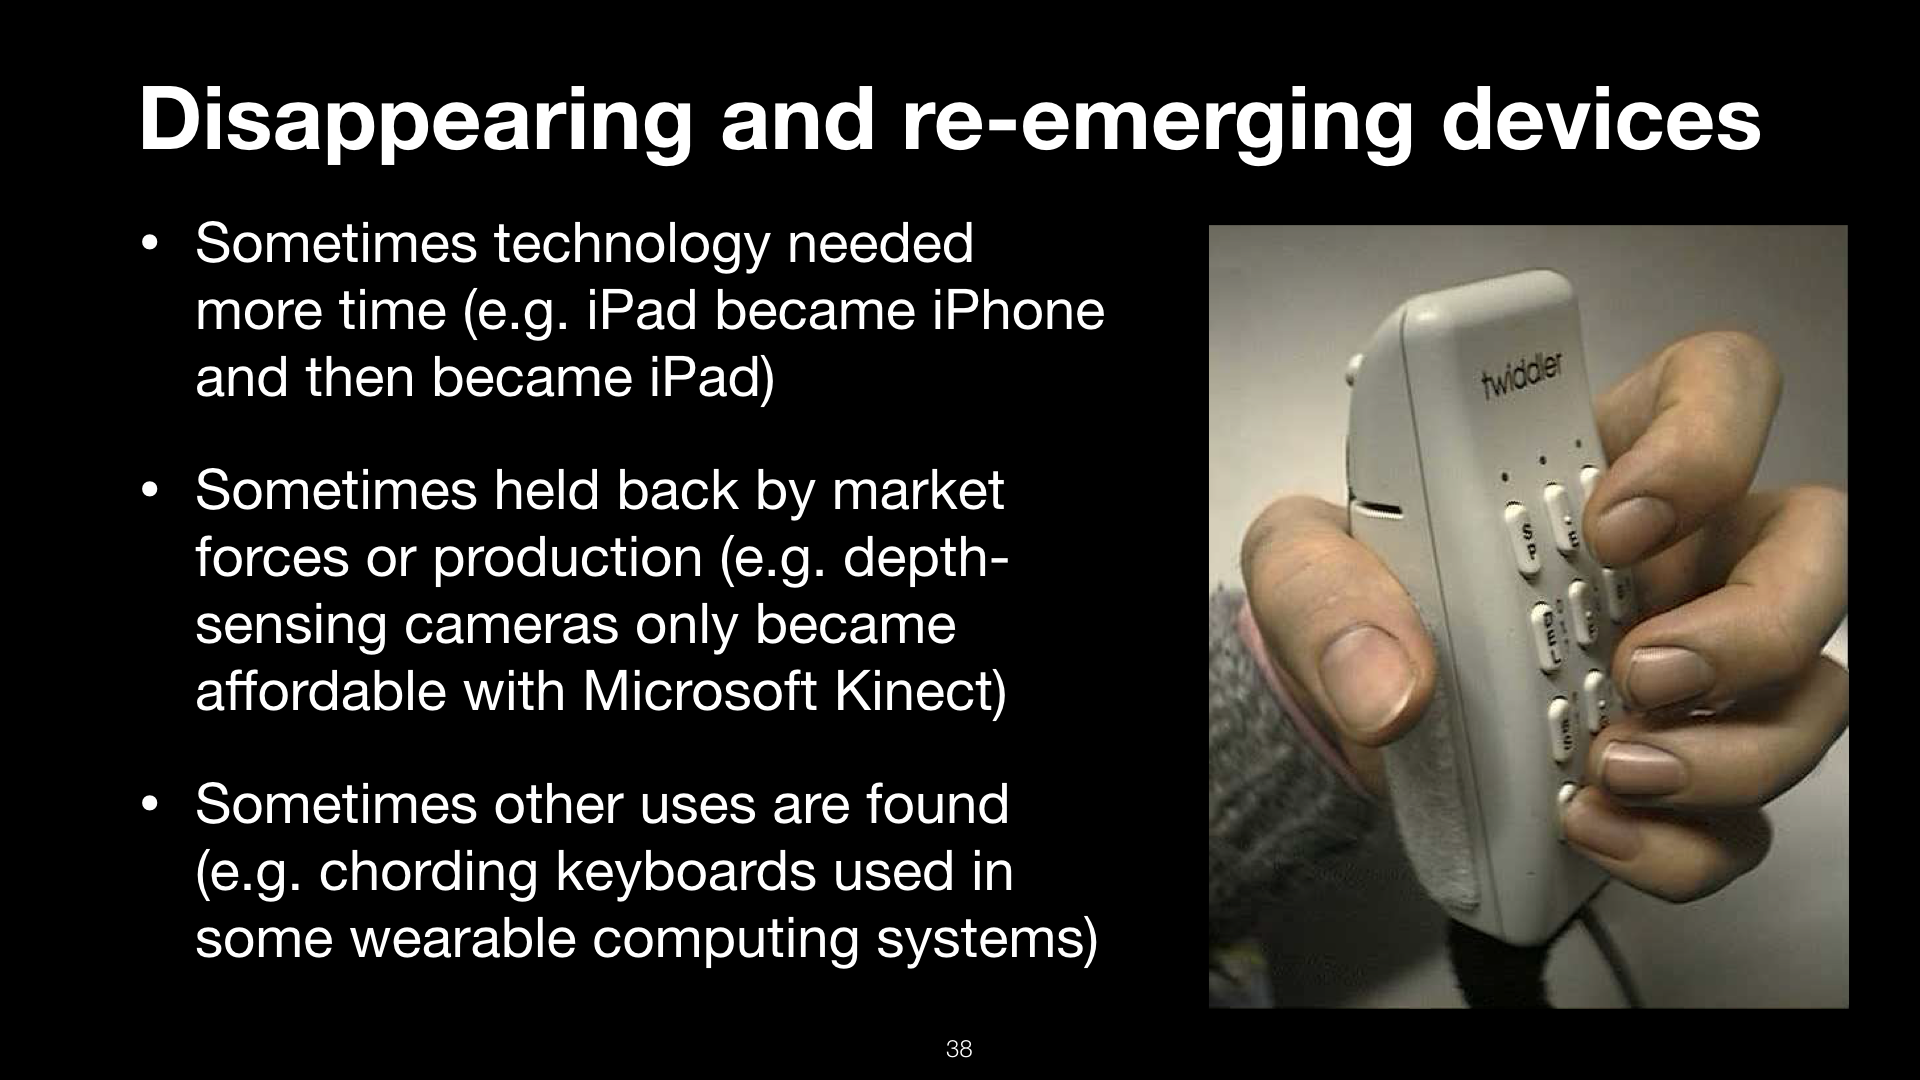 Disappearing and re-emerging devices
• Sometimes technology needed
more time (e.g. iPad became iPhone
and then became iPad)
• Sometimes held back by market
forces or production (e.g. depth-
sensing cameras only became
affordable with Microsoft Kinect)
• Sometimes other uses are found
(e.g. chording keyboards used in
some wearable computing systems)
twiddler
SP
DEL
BS
38